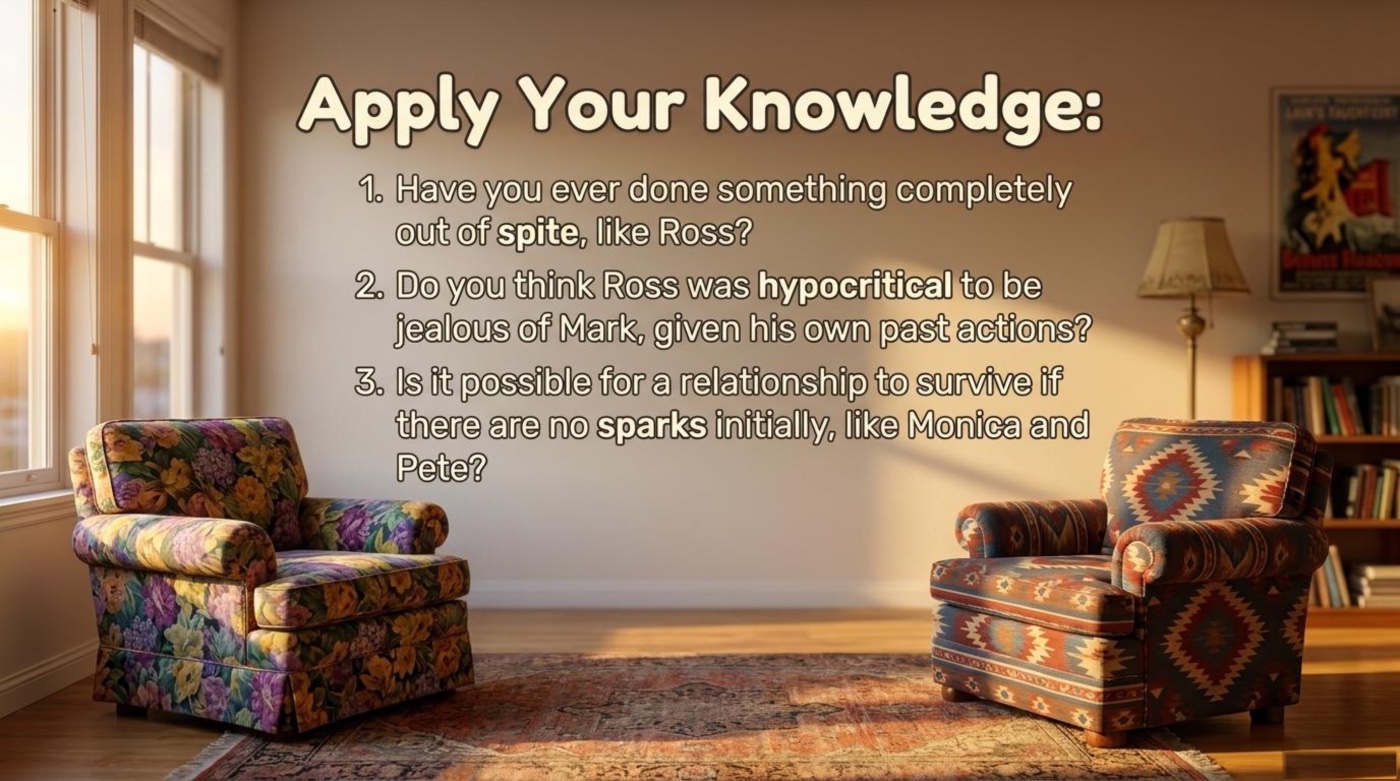 Apply Your Knowledge:
1. Have you ever done something completely
out of spite, like Ross?
2. Do you think Ross was hypocritical to be
jealous of Mark, given his own past actions?
3. Is it possible for a relationship to survive if
there are no sparks initially, like Monica and
Pete?